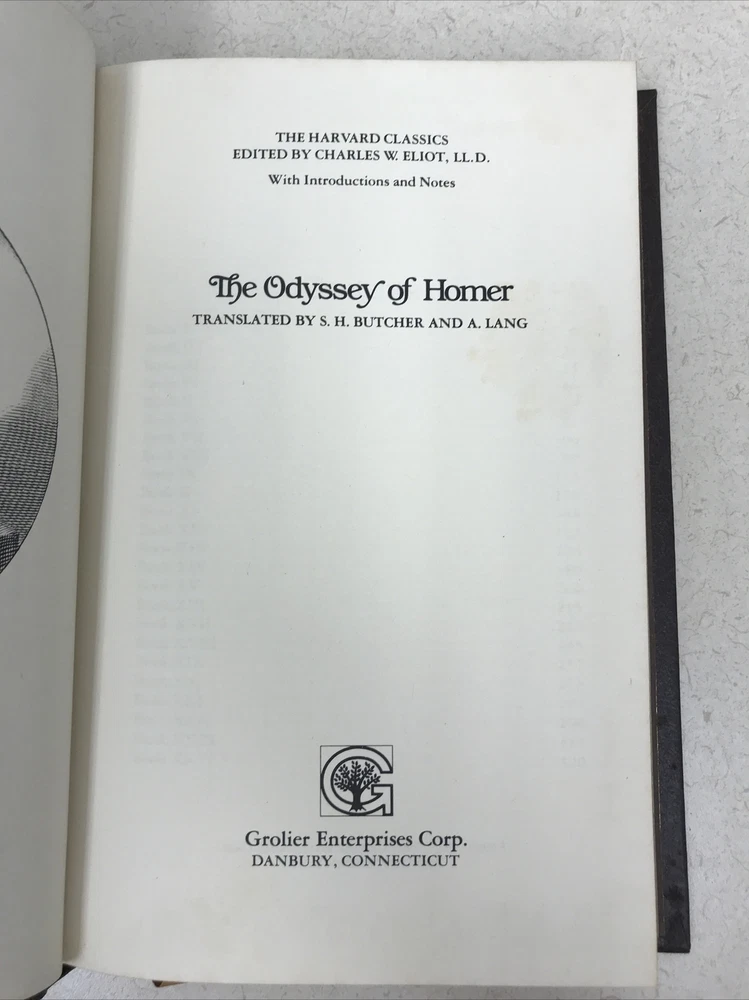 THE HARVARD CLASSICS
EDITED BY CHARLES W. ELIOT, LL.D.
With Introductions and Notes
The Odyssey of Homer
TRANSLATED BY S. H. BUTCHER AND A. LANG
G
Grolier Enterprises Corp.
DANBURY, CONNECTICUT